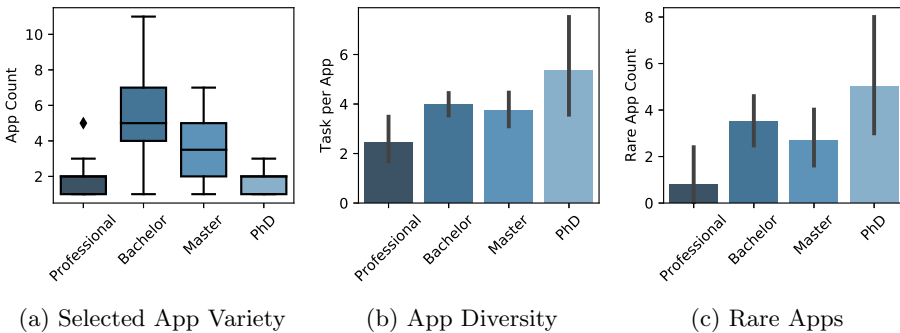 App Count
10
8
6
4
2
Professional
Bachelor
Master
PhD
(a) Selected App Variety
Task per App
6
4
2
0
Professional
Bachelor
Master
PhD
(b) App Diversity
Rare App Count
8
6
4
2
0
Professional
Bachelor
Master
PhD
(c) Rare Apps